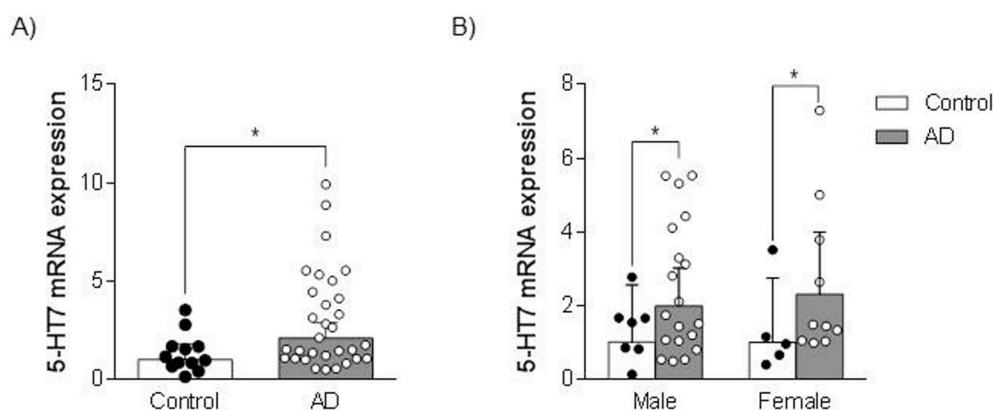 A)
5-HT7 mRNA expression
15
10
5
0
*
Control
AD
B)
5-HT7 mRNA expression
8
6
4
2
0
*
*
Male
Female
Control
AD